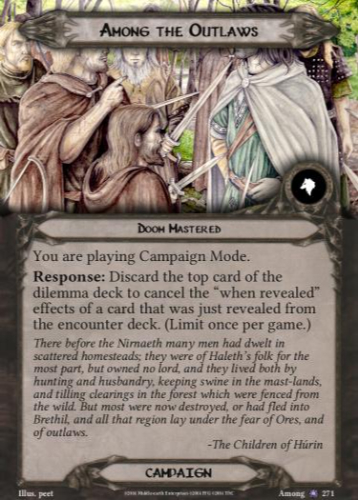 Among the Outlaws
Doom Mastered
You are playing Campaign Mode.
Response: Discard the top card of the
dilemma deck to cancel the “when revealed”
effects of a card that was just revealed from
the encounter deck. (Limit once per game.)
There before the Nirnaeth many men had dwelt in
scattered homesteads; they were of Haleth's folk for the
most part, but owned no lord, and they lived both by
hunting and husbandry, keeping swine in the mast-lands,
and tilling clearings in the forest which were fenced from
the wild. But most were now destroyed, or had fled into
Brethil, and all that region lay under the fear of Orcs, and
of outlaws.
-The Children of Húrin
CAMPAIGN
Illus. peet
Among 271